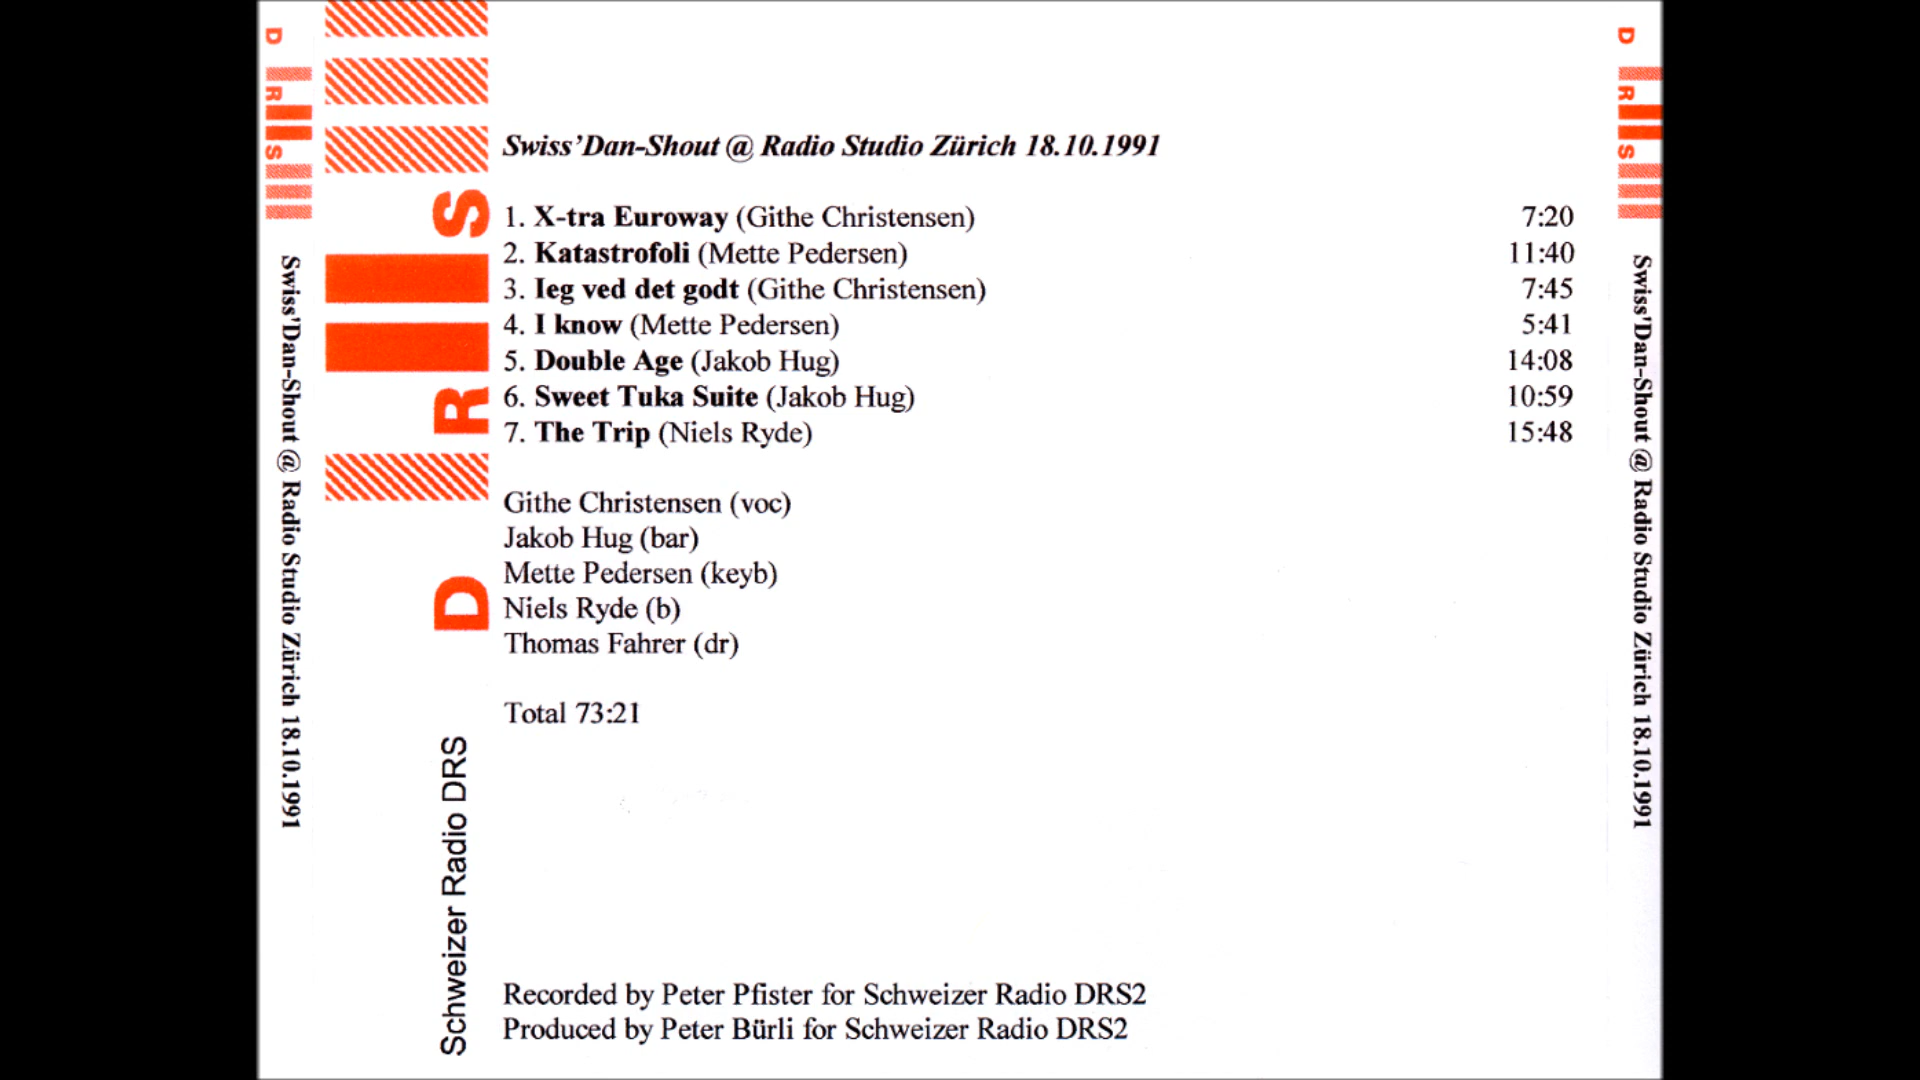 D R S
Swiss'Dan-Shout @ Radio Studio Zürich 18.10.1991
D R S
Schweizer Radio DRS
Swiss'Dan-Shout @ Radio Studio Zürich 18.10.1991
1. X-tra Euroway (Githe Christensen) 7:20
2. Katastrofoli (Mette Pedersen) 11:40
3. Ieg ved det godt (Githe Christensen) 7:45
4. I know (Mette Pedersen) 5:41
5. Double Age (Jakob Hug) 14:08
6. Sweet Tuka Suite (Jakob Hug) 10:59
7. The Trip (Niels Ryde) 15:48
Githe Christensen (voc)
Jakob Hug (bar)
Mette Pedersen (keyb)
Niels Ryde (b)
Thomas Fahrer (dr)
Total 73:21
Recorded by Peter Pfister for Schweizer Radio DRS2
Produced by Peter Bürli for Schweizer Radio DRS2
D R S
Swiss'Dan-Shout @ Radio Studio Zürich 18.10.1991